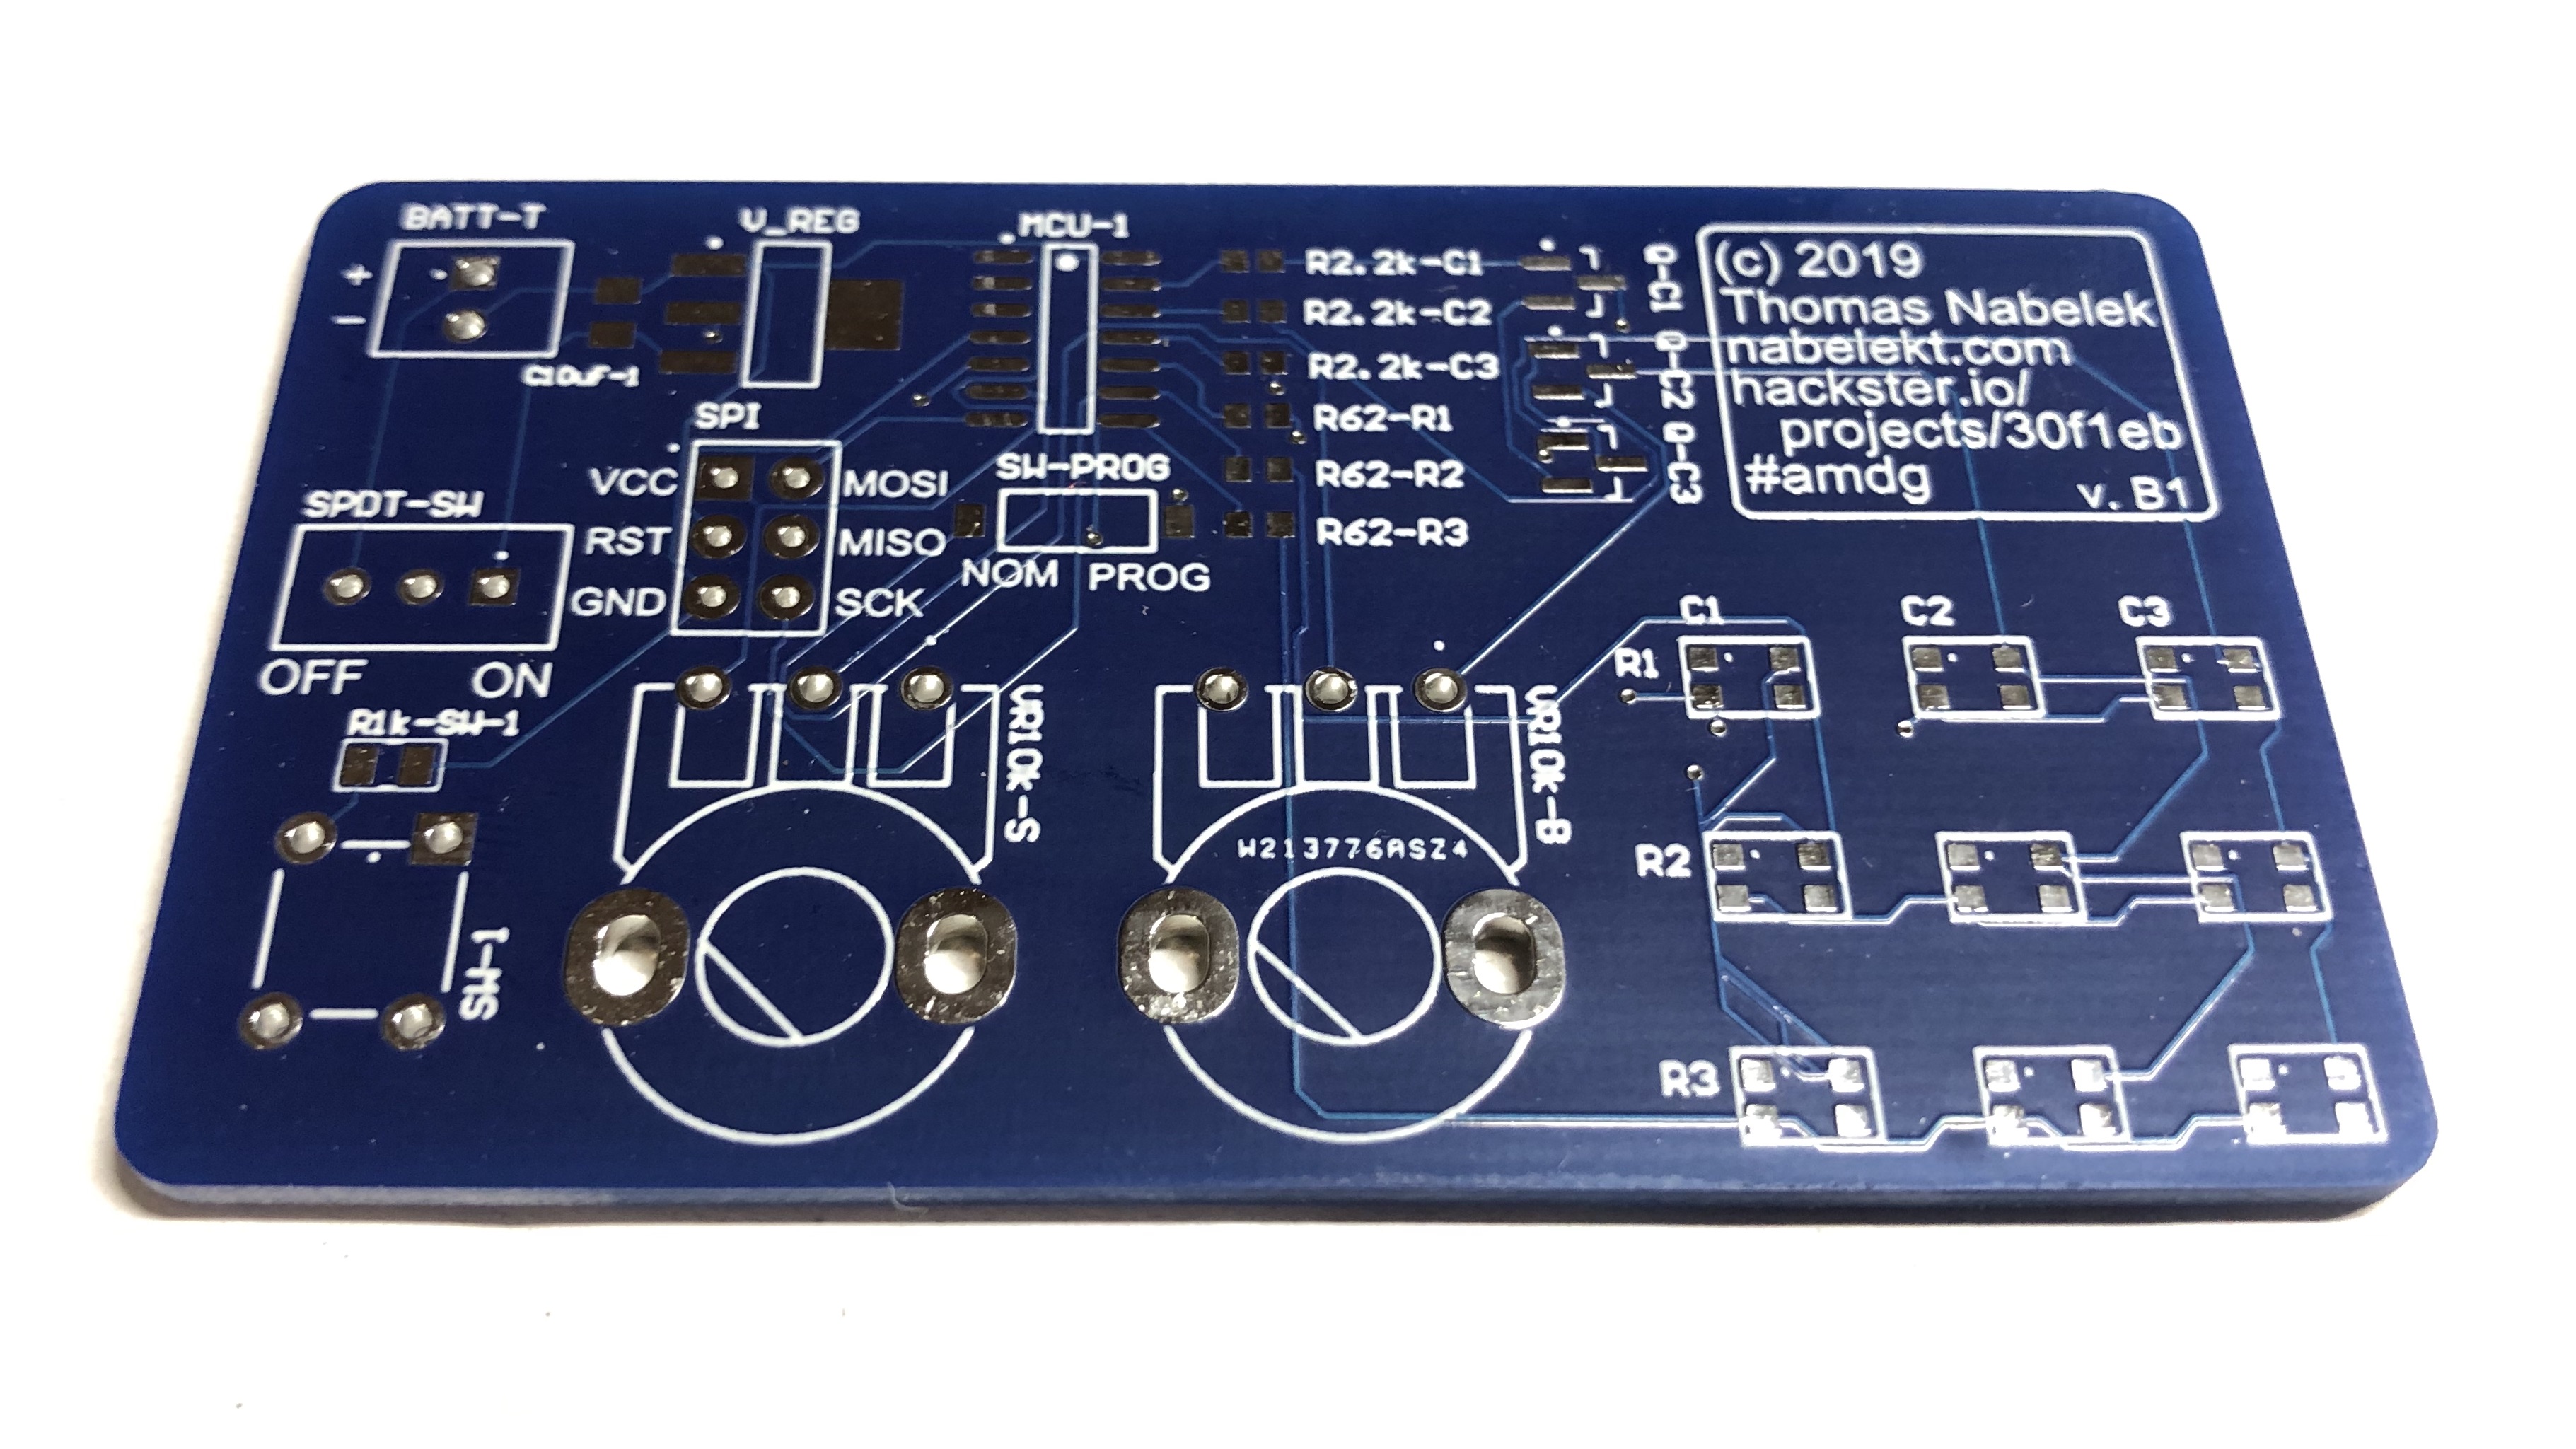 BATT-T
+
-
C10uF-1
V_REG
MCU-1
R2.2k-C1
R2.2k-C2
R2.2k-C3
R62-R1
R62-R2
R62-R3
Q-C1
Q-C2
Q-C3
(c) 2019
Thomas Nabelek
nabelekt.com
hackster.io/
projects/30f1eb
#amdg
v. B1
SPI
VCC
MOSI
RST
MISO
GND
SCK
SW-PROG
NOM PROG
SPDT-SW
OFF ON
R1k-SW-1
SW-1
VR10k-S
VR10k-B
W213776ASZ4
C1
C2
C3
R1
R2
R3